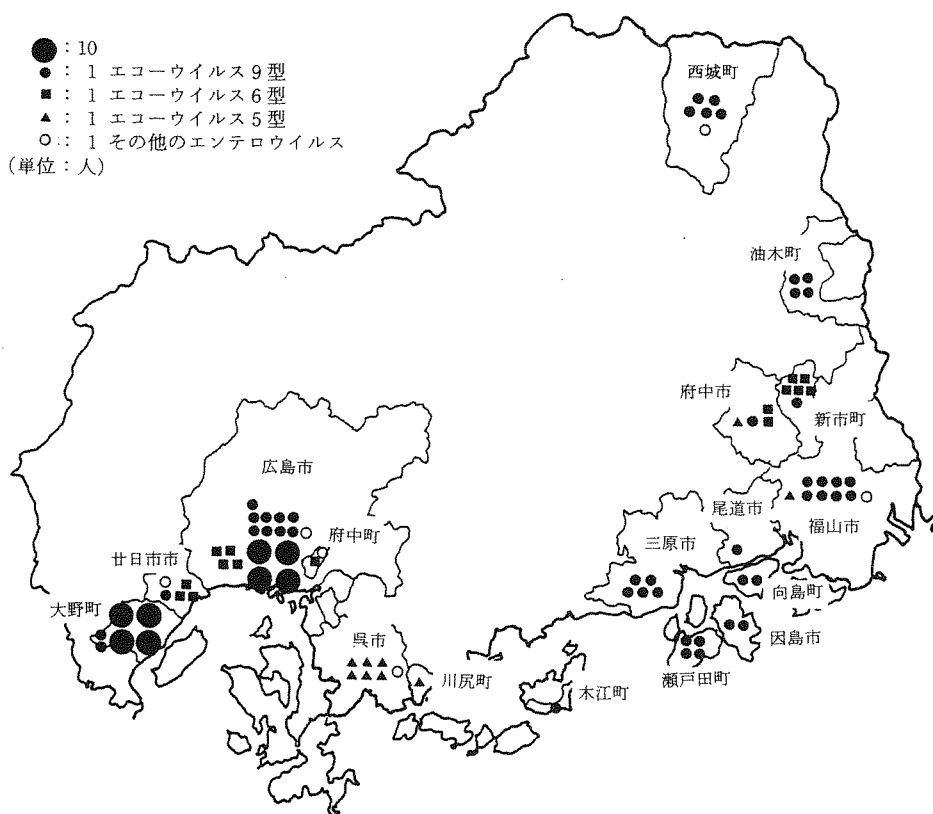 ●: 10
●: 1 エコーウイルス9型
■: 1 エコーウイルス6型
▲: 1 エコーウイルス5型
○: 1 その他のエンテロウイルス
(単位:人)
西城町
油木町
府中市
新市町
広島市
尾道市
福山市
府中町
三原市
廿日市市
大野町
向島町
呉市
因島市
川尻町
木江町
瀬戸田町